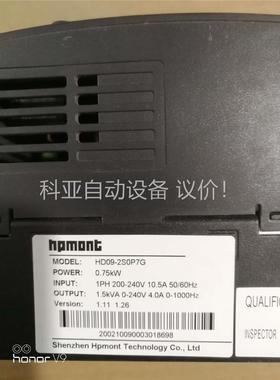 科亚自动设备 议价！
hpmont
MODEL: HD09-2S0P7G
POWER: 0.75kW
INPUT: 1PH 200-240V 10.5A 50/60Hz
OUTPUT: 1.5kVA 0-240V 4.0A 0-1000Hz
Version: 1.11 1.26
200210090003018698
Shenzhen Hpmont Technology Co., Ltd
QUALIFI
INSPECTOR
honor V9